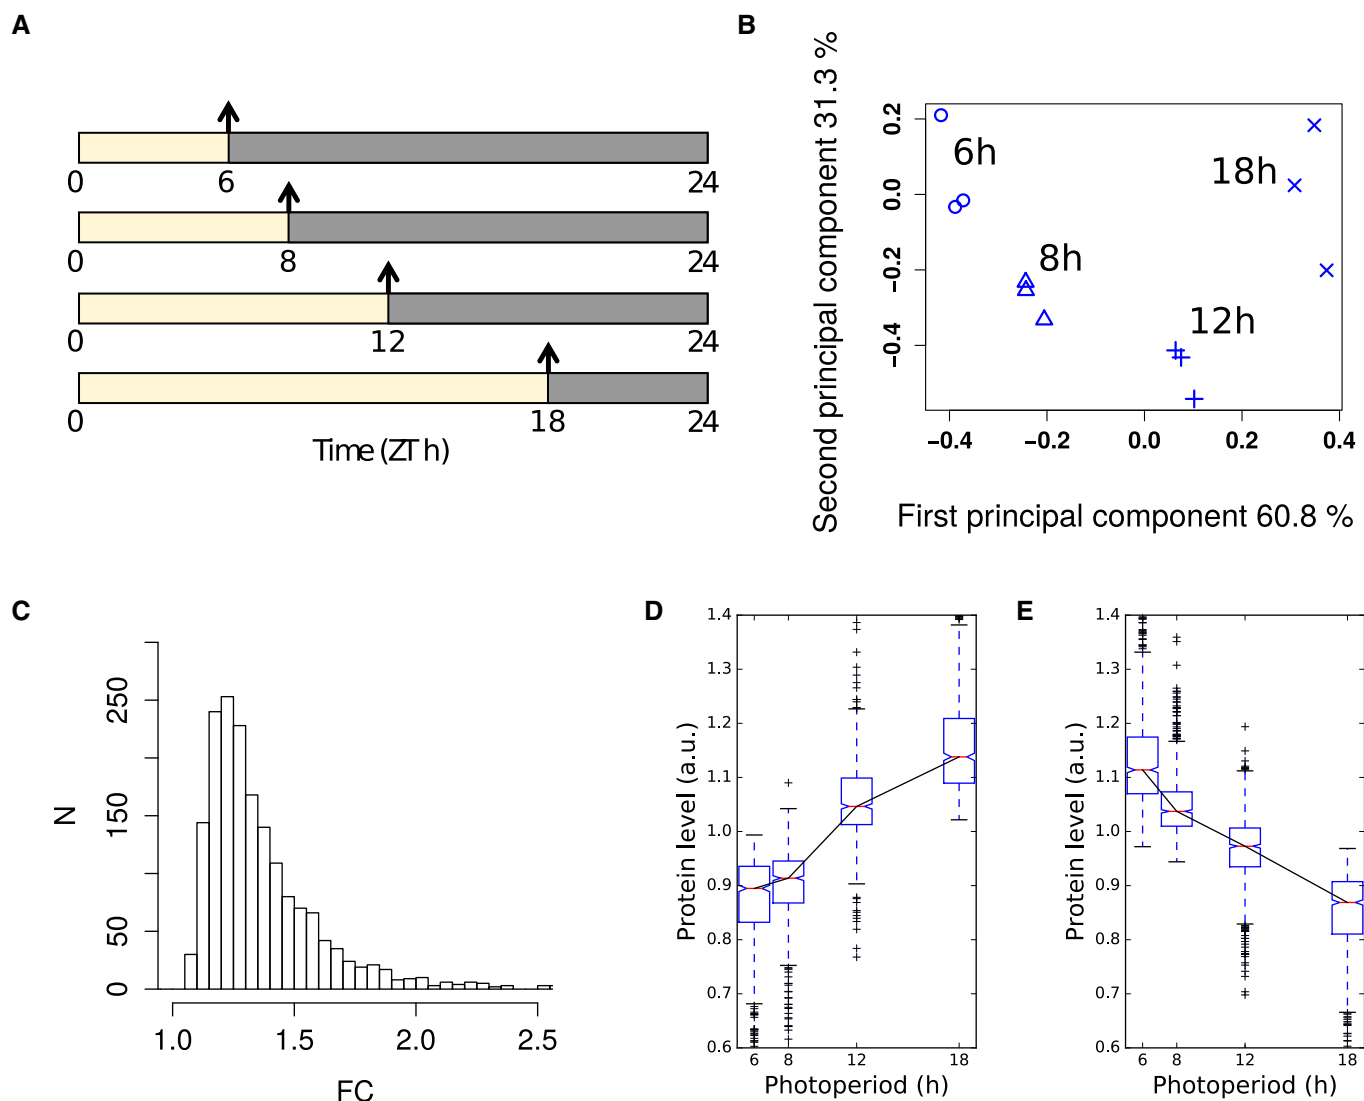 A
0 6 24
0 8 24
0 12 24
0 18 24
Time (ZT h)
B
Second principal component 31.3 %
0.2
0.0
−0.2
−0.4
6h
8h
12h
18h
−0.4 −0.2 0.0 0.2 0.4
First principal component 60.8 %
C
N
250
150
50
0
1.0 1.5 2.0 2.5
FC
D
Protein level (a.u.)
1.4
1.3
1.2
1.1
1.0
0.9
0.8
0.7
0.6
6 8 12 18
Photoperiod (h)
E
Protein level (a.u.)
1.4
1.3
1.2
1.1
1.0
0.9
0.8
0.7
0.6
6 8 12 18
Photoperiod (h)